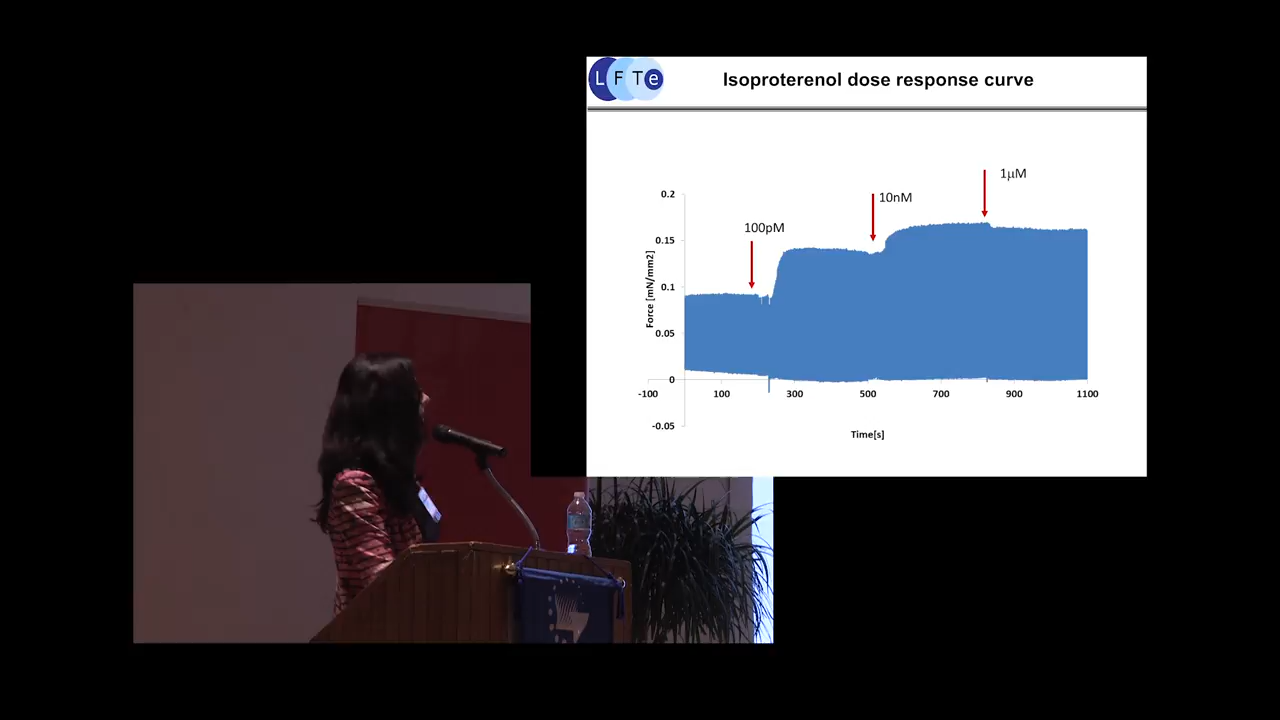 LFTe
Isoproterenol dose response curve
1μM
0.2
10nM
100pM
0.15
0.1
0.05
0
-0.05
Force [mN/mm2]
-100
100
300
500
700
900
1100
Time[s]